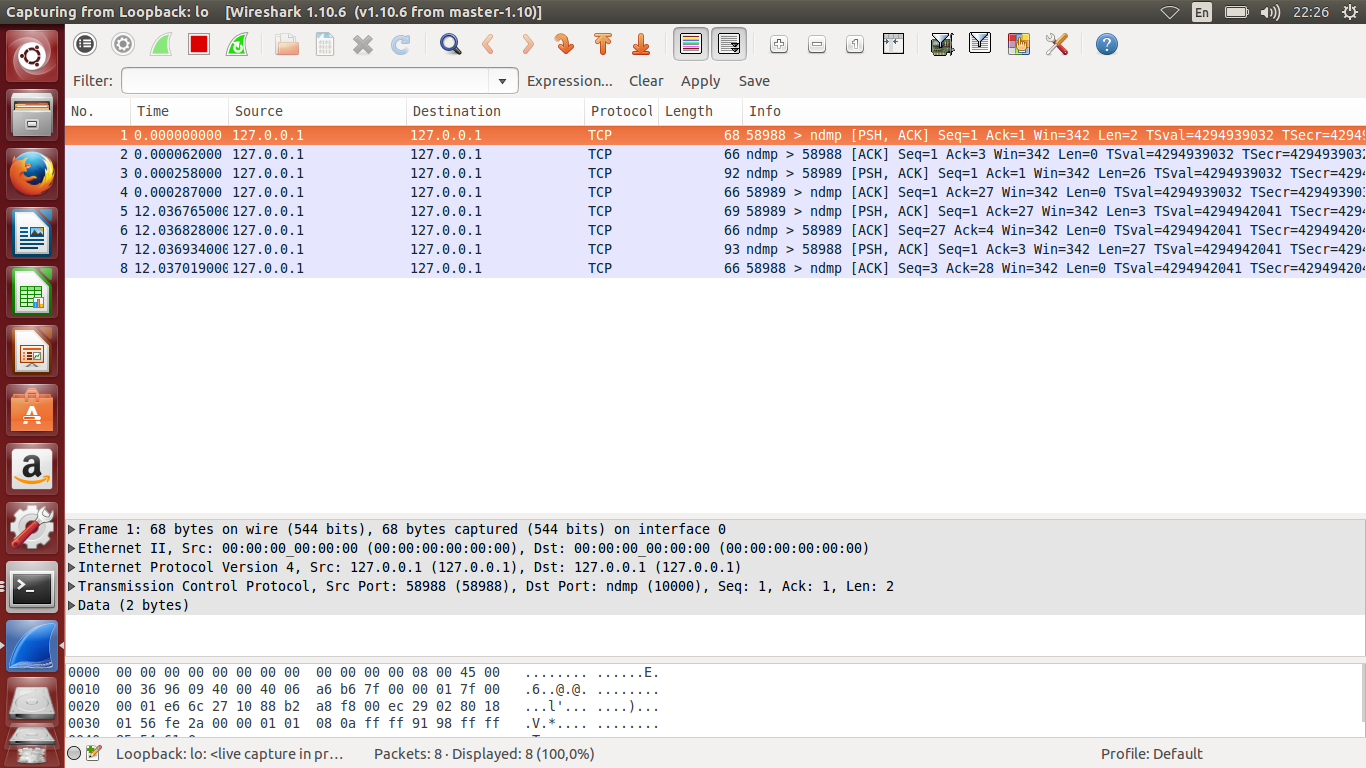 Capturing from Loopback: lo [Wireshark 1.10.6 (v1.10.6 from master-1.10)]
En
22:26
Filter:
Expression... Clear Apply Save
No. Time Source Destination Protocol Length Info
1 0.000000000 127.0.0.1 127.0.0.1 TCP 68 58988 > ndmp [PSH, ACK] Seq=1 Ack=1 Win=342 Len=2 TSval=4294939032 TSecr=42949
2 0.000062000 127.0.0.1 127.0.0.1 TCP 66 ndmp > 58988 [ACK] Seq=1 Ack=3 Win=342 Len=0 TSval=4294939032 TSecr=4294939032
3 0.000258000 127.0.0.1 127.0.0.1 TCP 92 ndmp > 58989 [PSH, ACK] Seq=1 Ack=1 Win=342 Len=26 TSval=4294939032 TSecr=4294
4 0.000287000 127.0.0.1 127.0.0.1 TCP 66 58989 > ndmp [ACK] Seq=1 Ack=27 Win=342 Len=0 TSval=4294939032 TSecr=429493903
5 12.036765000 127.0.0.1 127.0.0.1 TCP 69 58989 > ndmp [PSH, ACK] Seq=1 Ack=27 Win=342 Len=3 TSval=4294942041 TSecr=4294
6 12.036828000 127.0.0.1 127.0.0.1 TCP 66 ndmp > 58989 [ACK] Seq=27 Ack=4 Win=342 Len=0 TSval=4294942041 TSecr=429494204
7 12.036934000 127.0.0.1 127.0.0.1 TCP 93 ndmp > 58988 [PSH, ACK] Seq=1 Ack=3 Win=342 Len=27 TSval=4294942041 TSecr=4294
8 12.037019000 127.0.0.1 127.0.0.1 TCP 66 58988 > ndmp [ACK] Seq=3 Ack=28 Win=342 Len=0 TSval=4294942041 TSecr=429494204
Frame 1: 68 bytes on wire (544 bits), 68 bytes captured (544 bits) on interface 0
Ethernet II, Src: 00:00:00_00:00:00 (00:00:00:00:00:00), Dst: 00:00:00_00:00:00 (00:00:00:00:00:00)
Internet Protocol Version 4, Src: 127.0.0.1 (127.0.0.1), Dst: 127.0.0.1 (127.0.0.1)
Transmission Control Protocol, Src Port: 58988 (58988), Dst Port: ndmp (10000), Seq: 1, Ack: 1, Len: 2
Data (2 bytes)
0000 00 00 00 00 00 00 00 00 00 00 00 00 08 00 45 00 ........ ......E.
0010 00 36 96 09 40 00 40 06 a6 b6 7f 00 00 01 7f 00 .6..@.@. ........
0020 00 01 e6 6c 27 10 88 b2 a8 f8 00 ec 29 02 80 18 ...l'... ....)...
0030 01 56 fe 2a 00 00 01 01 08 0a ff ff 91 98 ff ff .V.*.... ........
Loopback: lo: <live capture in pr... Packets: 8 · Displayed: 8 (100,0%) Profile: Default